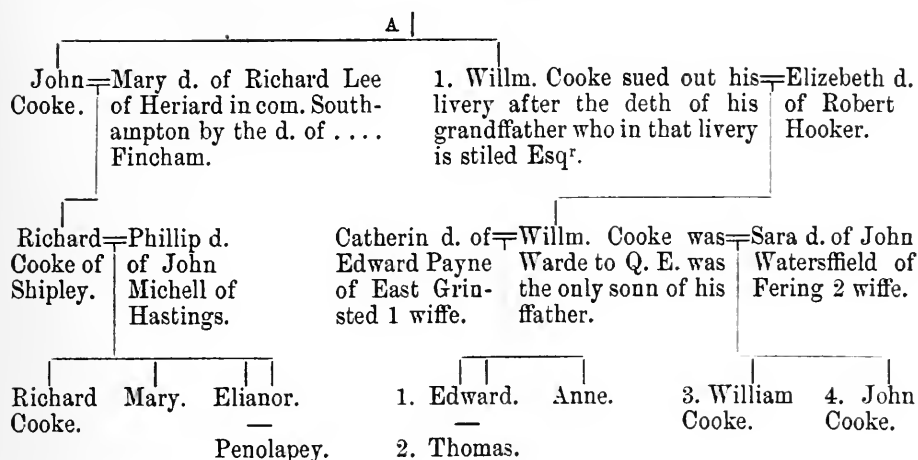 A
John
Cooke.
Mary d. of Richard Lee
of Heriard in com. South-
ampton by the d. of ....
Fincham.
1. Willm. Cooke sued out his
livery after the deth of his
grandffather who in that livery
is stiled Esqr.
Elizebeth d.
of Robert
Hooker.
Richard
Cooke of
Shipley.
Phillip d.
of John
Michell of
Hastings.
Catherin d. of
Edward Payne
of East Grin-
sted 1 wiffe.
Willm. Cooke was
Warde to Q. E. was
the only sonn of his
ffather.
Sara d. of John
Watersffield of
Fering 2 wiffe.
Richard
Cooke.
Mary.
Elianor.
—
Penolapey.
1. Edward.
—
2. Thomas.
Anne.
3. William
Cooke.
4. John
Cooke.